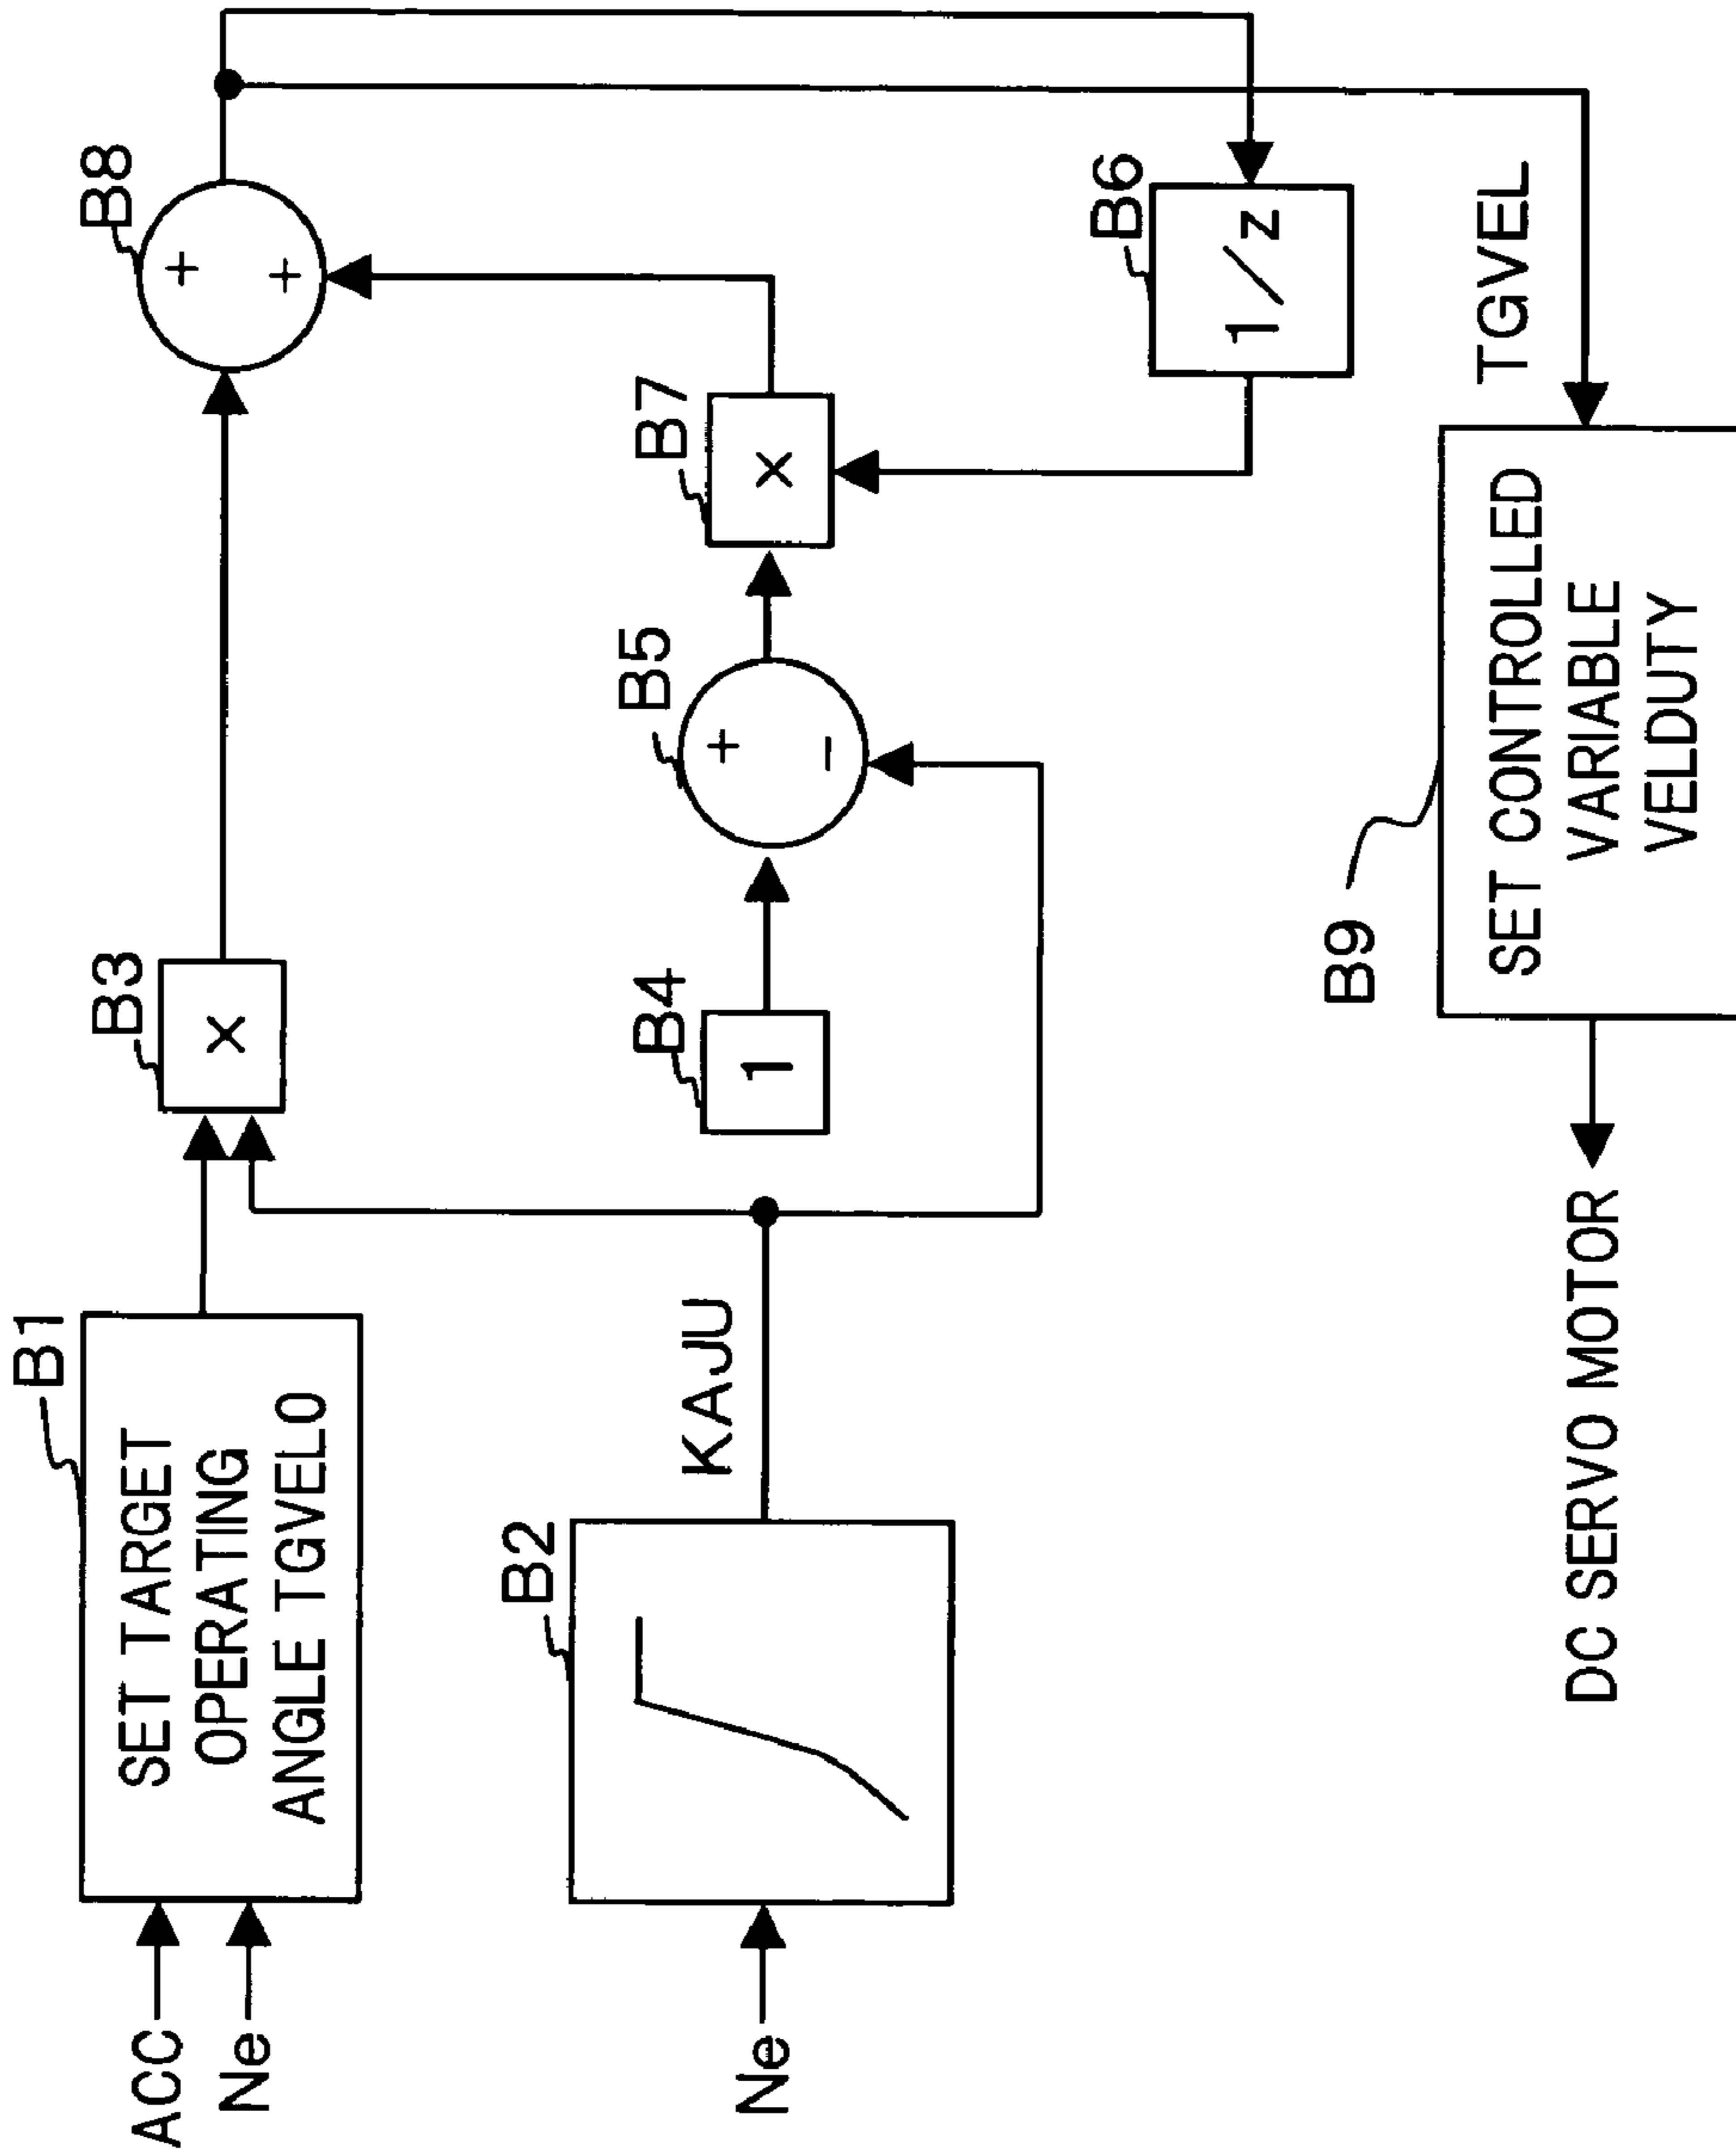 ACC
Ne
B1
SET TARGET
OPERATING
ANGLE TGVEL0
B3
×
B8
+
+
Ne
B2
KAJU
B4
1
B5
+
−
B7
×
B6
1/z
TGVEL
B9
SET CONTROLLED
VARIABLE
VELDUTY
DC SERVO MOTOR